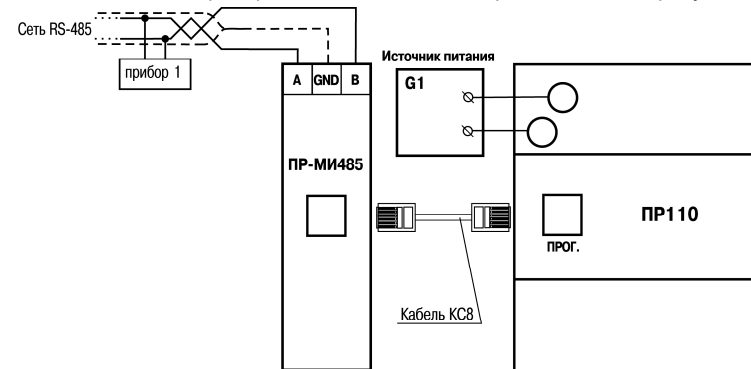 Сеть RS-485
прибор 1
A GND B
ПР-МИ485
Источник питания
G1
ПР110
ПРОГ.
Кабель КС8